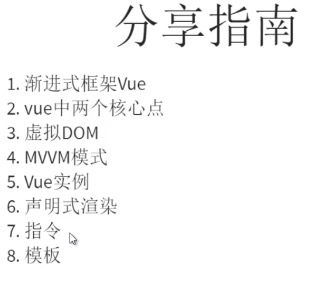 分享指南
1. 渐进式框架Vue
2. vue中两个核心点
3. 虚拟DOM
4. MVVM模式
5. Vue实例
6. 声明式渲染
7. 指令
8. 模板